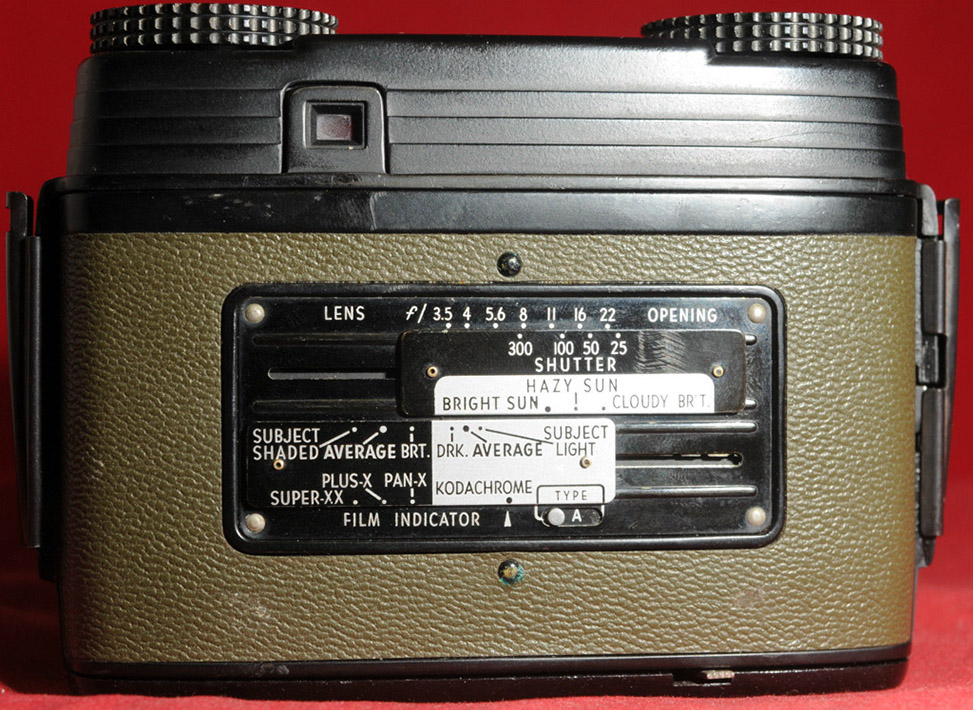 LENS f/ 3.5 4 5.6 8 11 16 22 OPENING
300 100 50 25
SHUTTER
HAZY SUN
BRIGHT SUN CLOUDY BR'T.
SUBJECT SUBJECT
SHADED AVERAGE BRT. DRK. AVERAGE LIGHT
PLUS-X PAN-X KODACHROME
SUPER-XX TYPE
FILM INDICATOR A